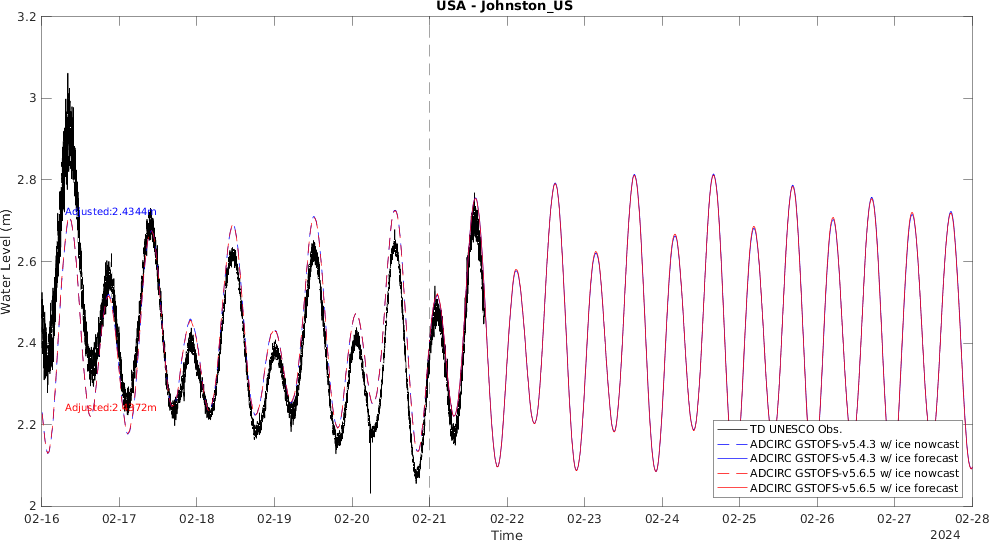 USA - Johnston_US
3.2
3
2.8
2.6
2.4
2.2
2
Water Level (m)
Adjusted:2.4344m
02-16
02-17
02-18
02-19
02-20
02-21
02-22
02-23
02-24
02-25
02-26
02-27
02-28
Time
2024
TD UNESCO Obs.
ADCIRC GSTOFS-v5.4.3 w/ ice nowcast
ADCIRC GSTOFS-v5.4.3 w/ ice forecast
ADCIRC GSTOFS-v5.6.5 w/ ice nowcast
ADCIRC GSTOFS-v5.6.5 w/ ice forecast